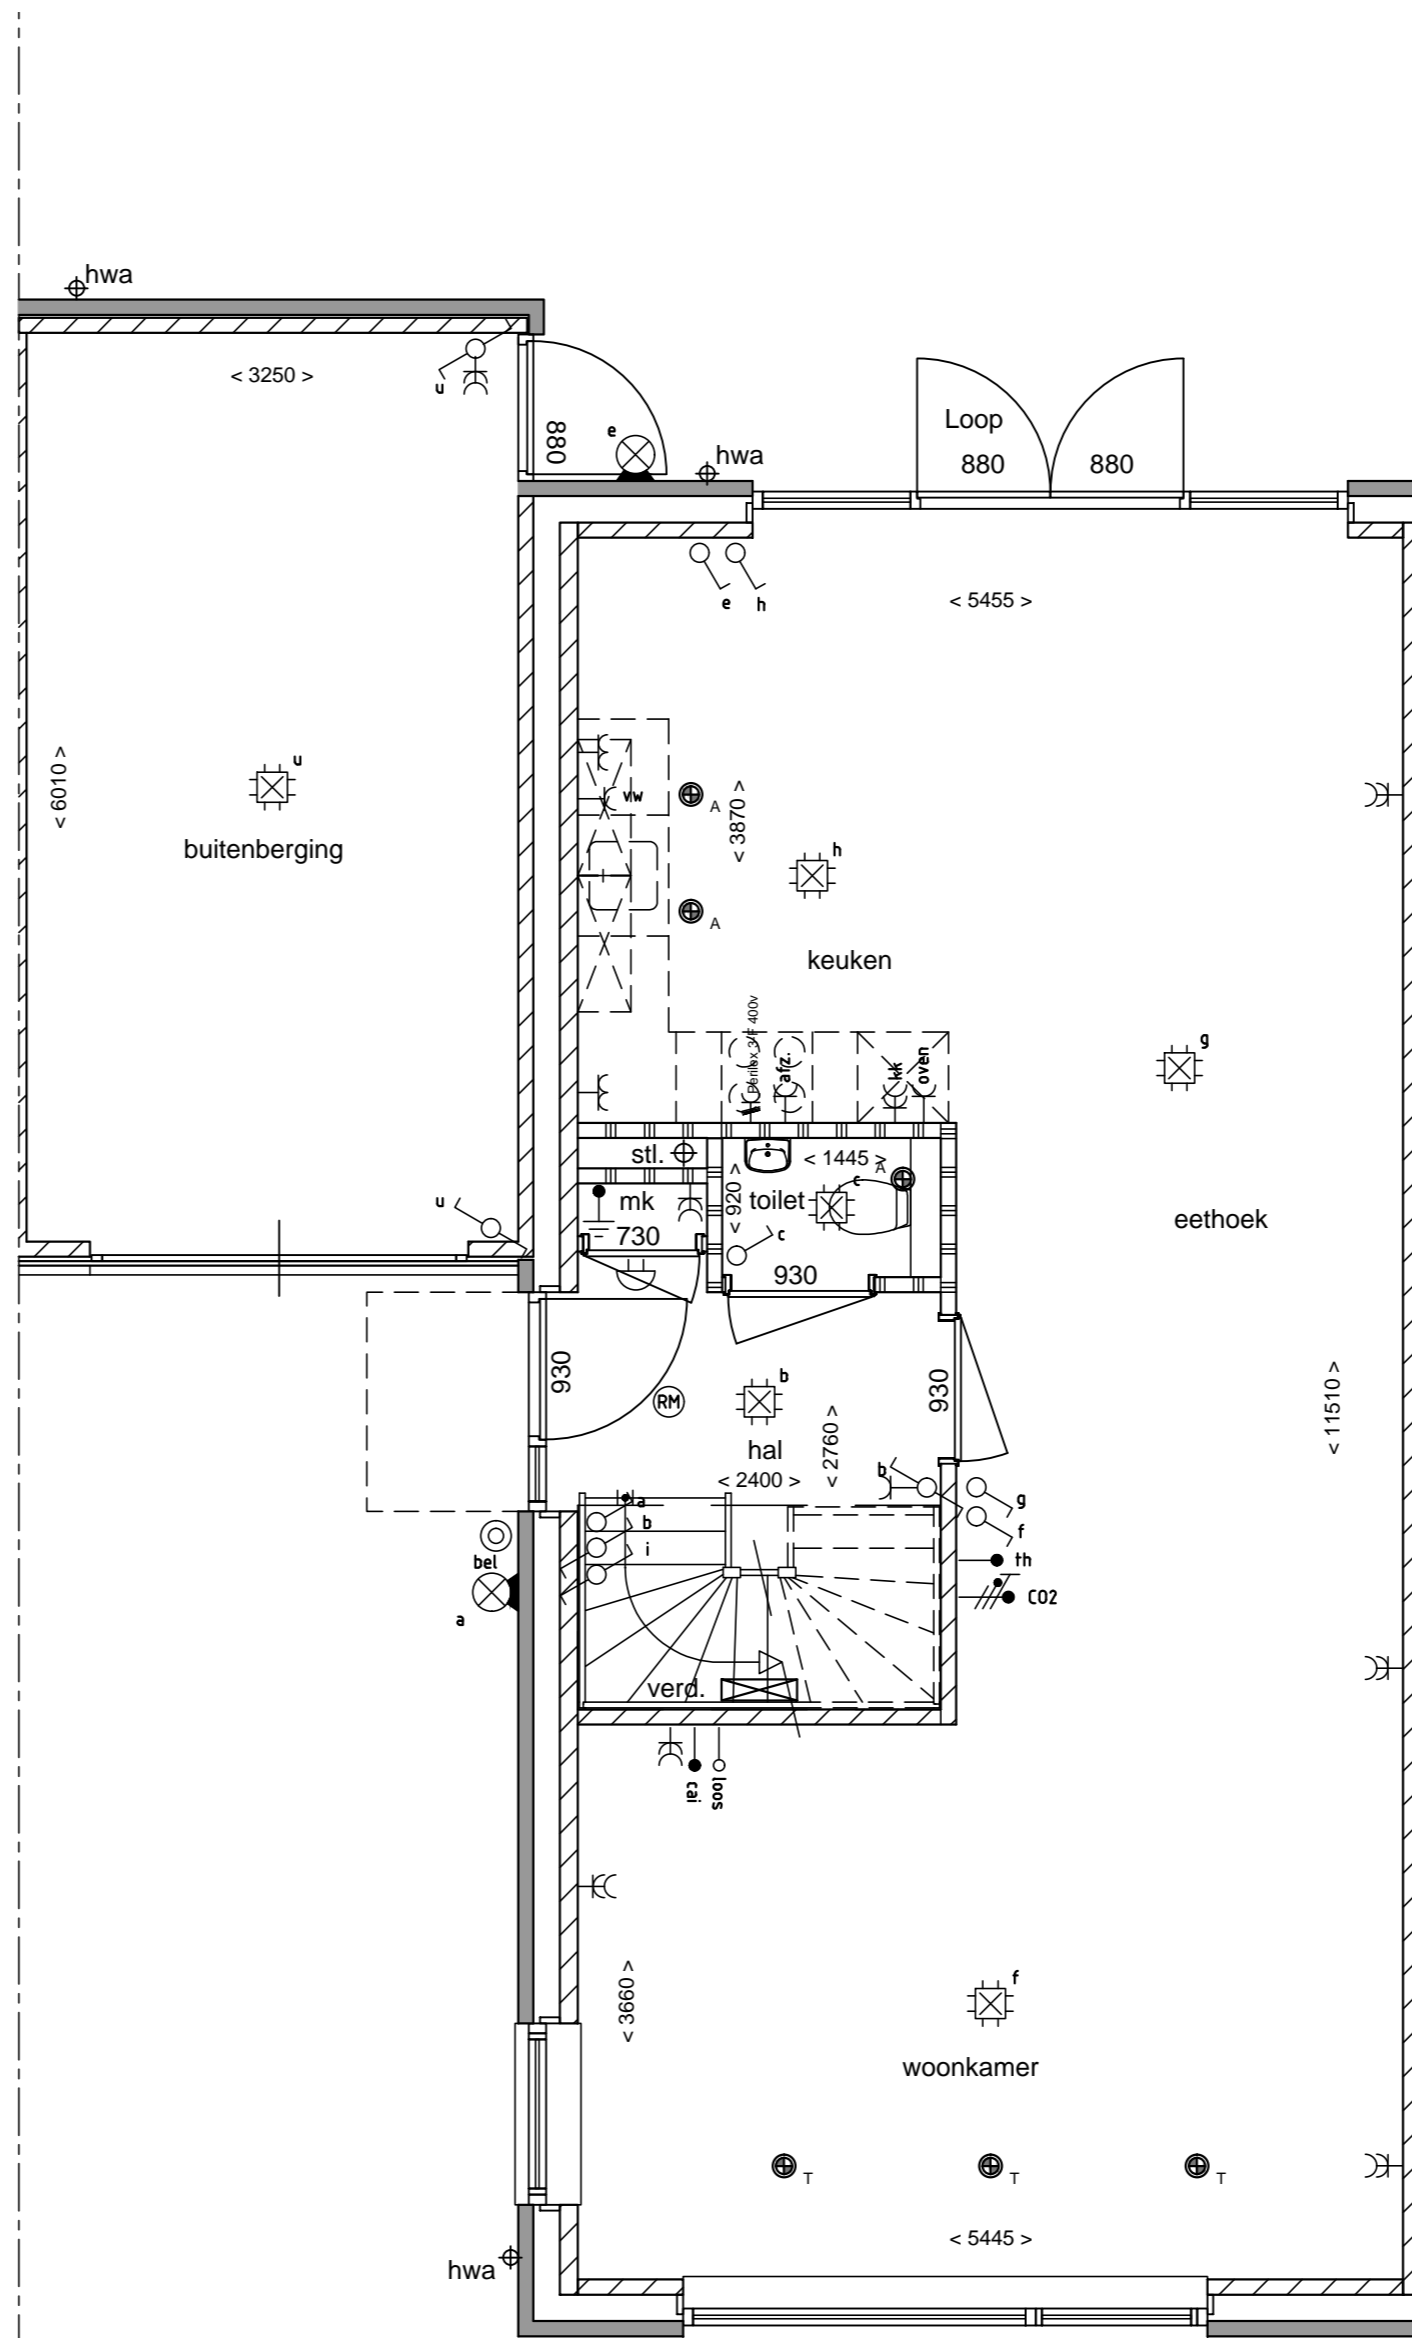 hwa
< 3250 >
u
880
e
hwa
Loop
880
880
e
h
< 5455 >
< 6010 >
u
buitenberging
vw
A
< 3870 >
h
A
keuken
Perilex 3/F 400v
afz.
kk
oven
g
eethoek
stl.
< 1445 >
A
mk
730
< 920 >
toilet
c
c
930
u
930
RM
b
hal
< 2400 >
< 2760 >
930
< 11510 >
b
g
f
th
CO2
a
b
i
bel
a
verd.
cai
loos
< 3660 >
f
woonkamer
T
T
T
< 5445 >
hwa